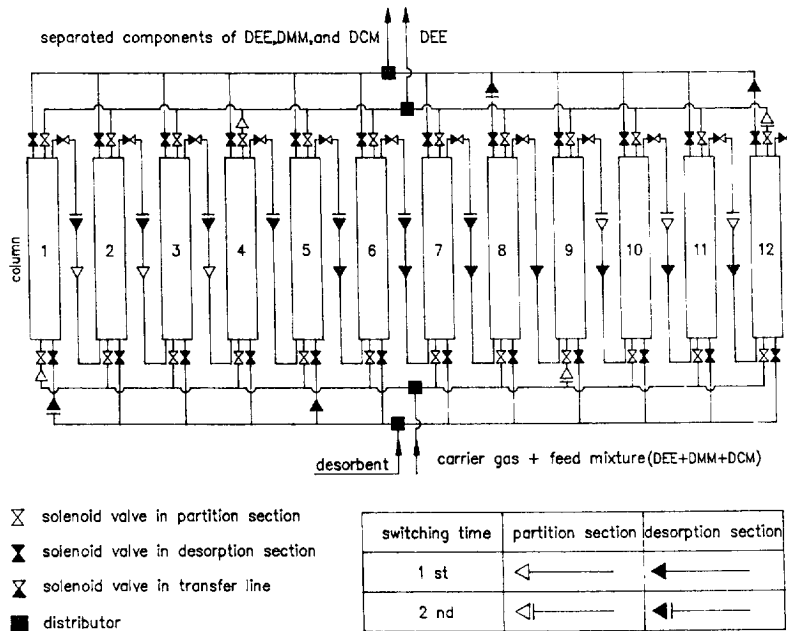 separated components of DEE,DMM,and DCM
DEE
column
1 2 3 4 5 6 7 8 9 10 11 12
desorbent
carrier gas + feed mixture(DEE+DMM+DCM)
solenoid valve in partition section
solenoid valve in desorption section
solenoid valve in transfer line
distributor
switching time partition section desorption section
1 st
2 nd